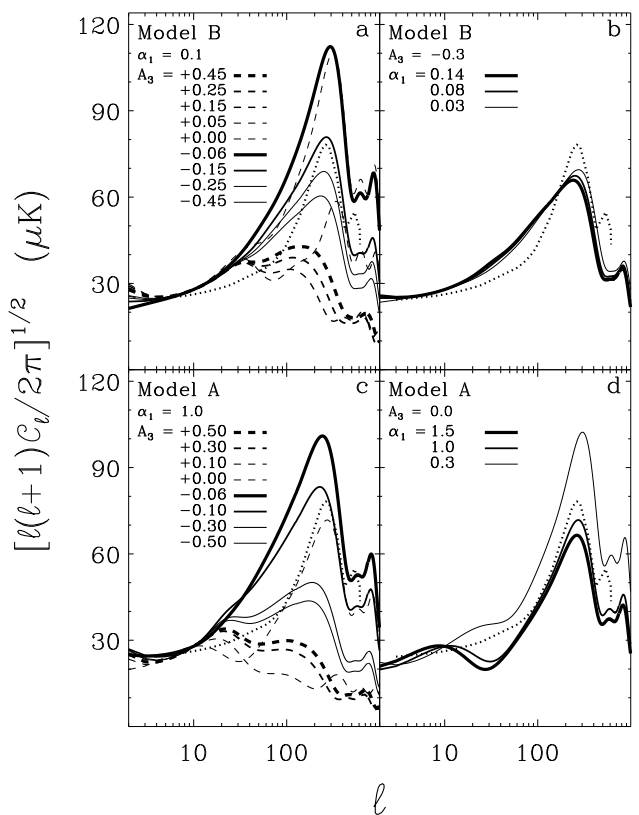 Model B
a
α₁ = 0.1
A₃ = +0.45
+0.25
+0.15
+0.05
+0.00
−0.06
−0.15
−0.25
−0.45
Model B
b
A₃ = −0.3
α₁ = 0.14
0.08
0.03
120
90
60
30
Model A
c
α₁ = 1.0
A₃ = +0.50
+0.30
+0.10
+0.00
−0.06
−0.10
−0.30
−0.50
Model A
d
A₃ = 0.0
α₁ = 1.5
1.0
0.3
120
90
60
30
10 100 10 100
[ℓ(ℓ+1)C_ℓ/2π]^1/2 (μK)
ℓ